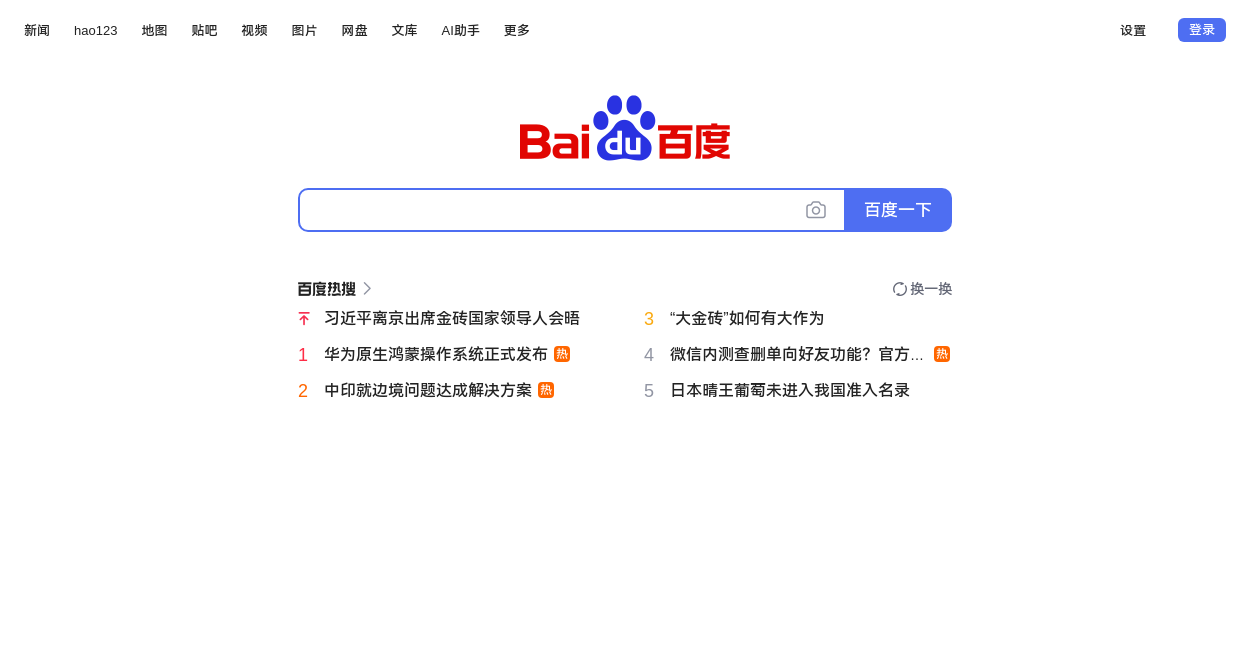 新闻 hao123 地图 贴吧 视频 图片 网盘 文库 AI助手 更多 设置 登录
Bai du 百度
百度一下
百度热搜 换一换
习近平离京出席金砖国家领导人会晤
3 “大金砖”如何有大作为
1 华为原生鸿蒙操作系统正式发布 热
4 微信内测查删单向好友功能？官方... 热
2 中印就边境问题达成解决方案 热
5 日本晴王葡萄未进入我国准入名录